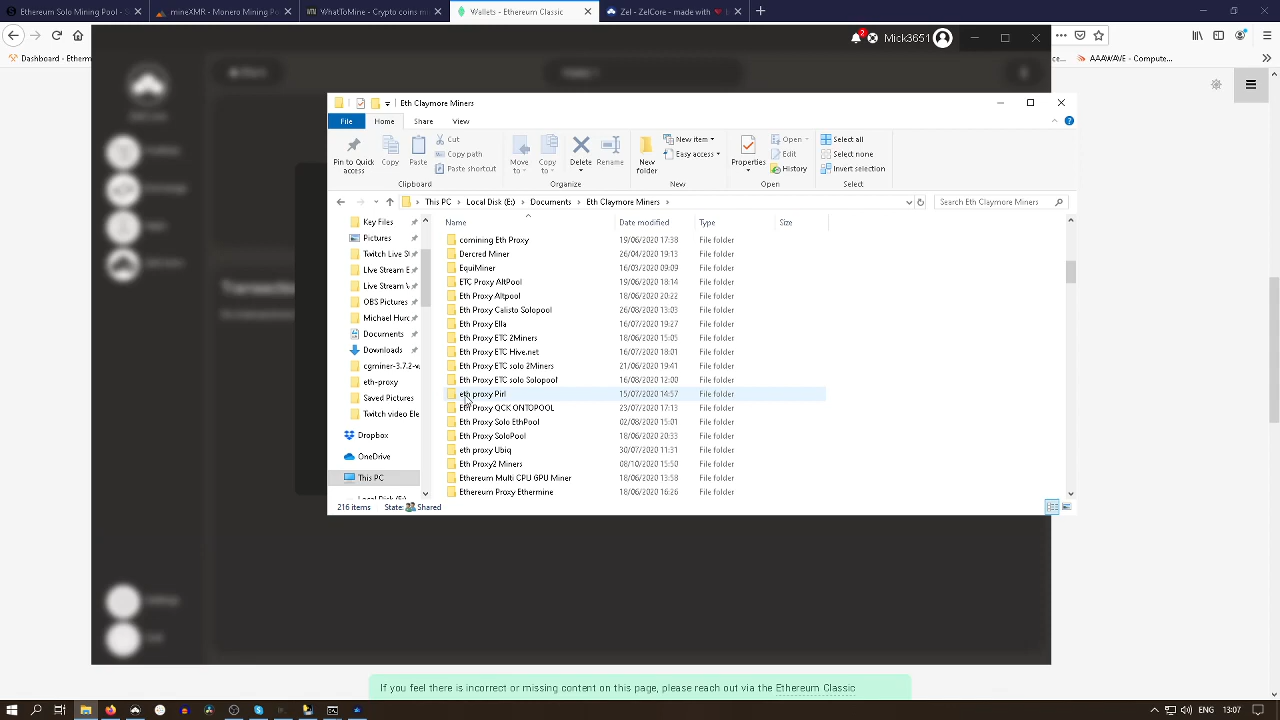 Ethereum Solo Mining Pool - S
mineXMR - Monero Mining Po
WhatToMine - Crypto coins mi
Wallets - Ethereum Classic
Zel - ZelCore - made with
Dashboard - Etherm
AAAWAVE - Compute...
2
Mick3651
Eth Claymore Miners
File
Home
Share
View
Pin to Quick access
Copy
Paste
Cut
Copy path
Paste shortcut
Move to
Copy to
Delete
Rename
New folder
New item
Easy access
Properties
Open
Edit
History
Select all
Select none
Invert selection
Clipboard
Organize
New
Open
Select
This PC > Local Disk (E:) > Documents > Eth Claymore Miners >
Search Eth Claymore Miners
Name
Date modified
Type
Size
Key Files
Pictures
Twitch Live D
LIve Stream E
Live Stream
OBS Pictures
Michael Hurc
Documents
Downloads
cgminer-3.7.2-w
eth-proxy
Saved Pictures
Twitch video Ele
Dropbox
OneDrive
This PC
Local Disk (
comining Eth Proxy 19/06/2020 17:38 File folder
Dercred Miner 26/04/2020 19:13 File folder
EquiMiner 16/03/2020 09:09 File folder
ETC Proxy AltPool 19/06/2020 18:14 File folder
Eth Proxy Altpool 18/06/2020 20:22 File folder
Eth Proxy Calisto Solopool 26/08/2020 13:03 File folder
Eth Proxy Ella 16/07/2020 19:27 File folder
Eth Proxy ETC 2Miners 18/06/2020 15:05 File folder
Eth Proxy ETC Hive.net 16/07/2020 18:01 File folder
Eth Proxy ETC solo 2Miners 21/06/2020 19:41 File folder
Eth Proxy ETC solo Solopool 16/08/2020 12:00 File folder
eth proxy Pirl 15/07/2020 14:57 File folder
Eth Proxy QCK ONTOPOOL 23/07/2020 17:13 File folder
Eth Proxy Solo EthPool 02/08/2020 15:01 File folder
Eth Proxy SoloPool 18/06/2020 20:33 File folder
eth proxy Ubiq 30/07/2020 11:31 File folder
Eth Proxy2 Miners 08/10/2020 15:50 File folder
Ethereum Multi CPU GPU Miner 18/06/2020 13:58 File folder
Ethereum Proxy Ethermine 18/06/2020 16:26 File folder
216 items
State: Shared
If you feel there is incorrect or missing content on this page, please reach out via the Ethereum Classic
ENG
13:07